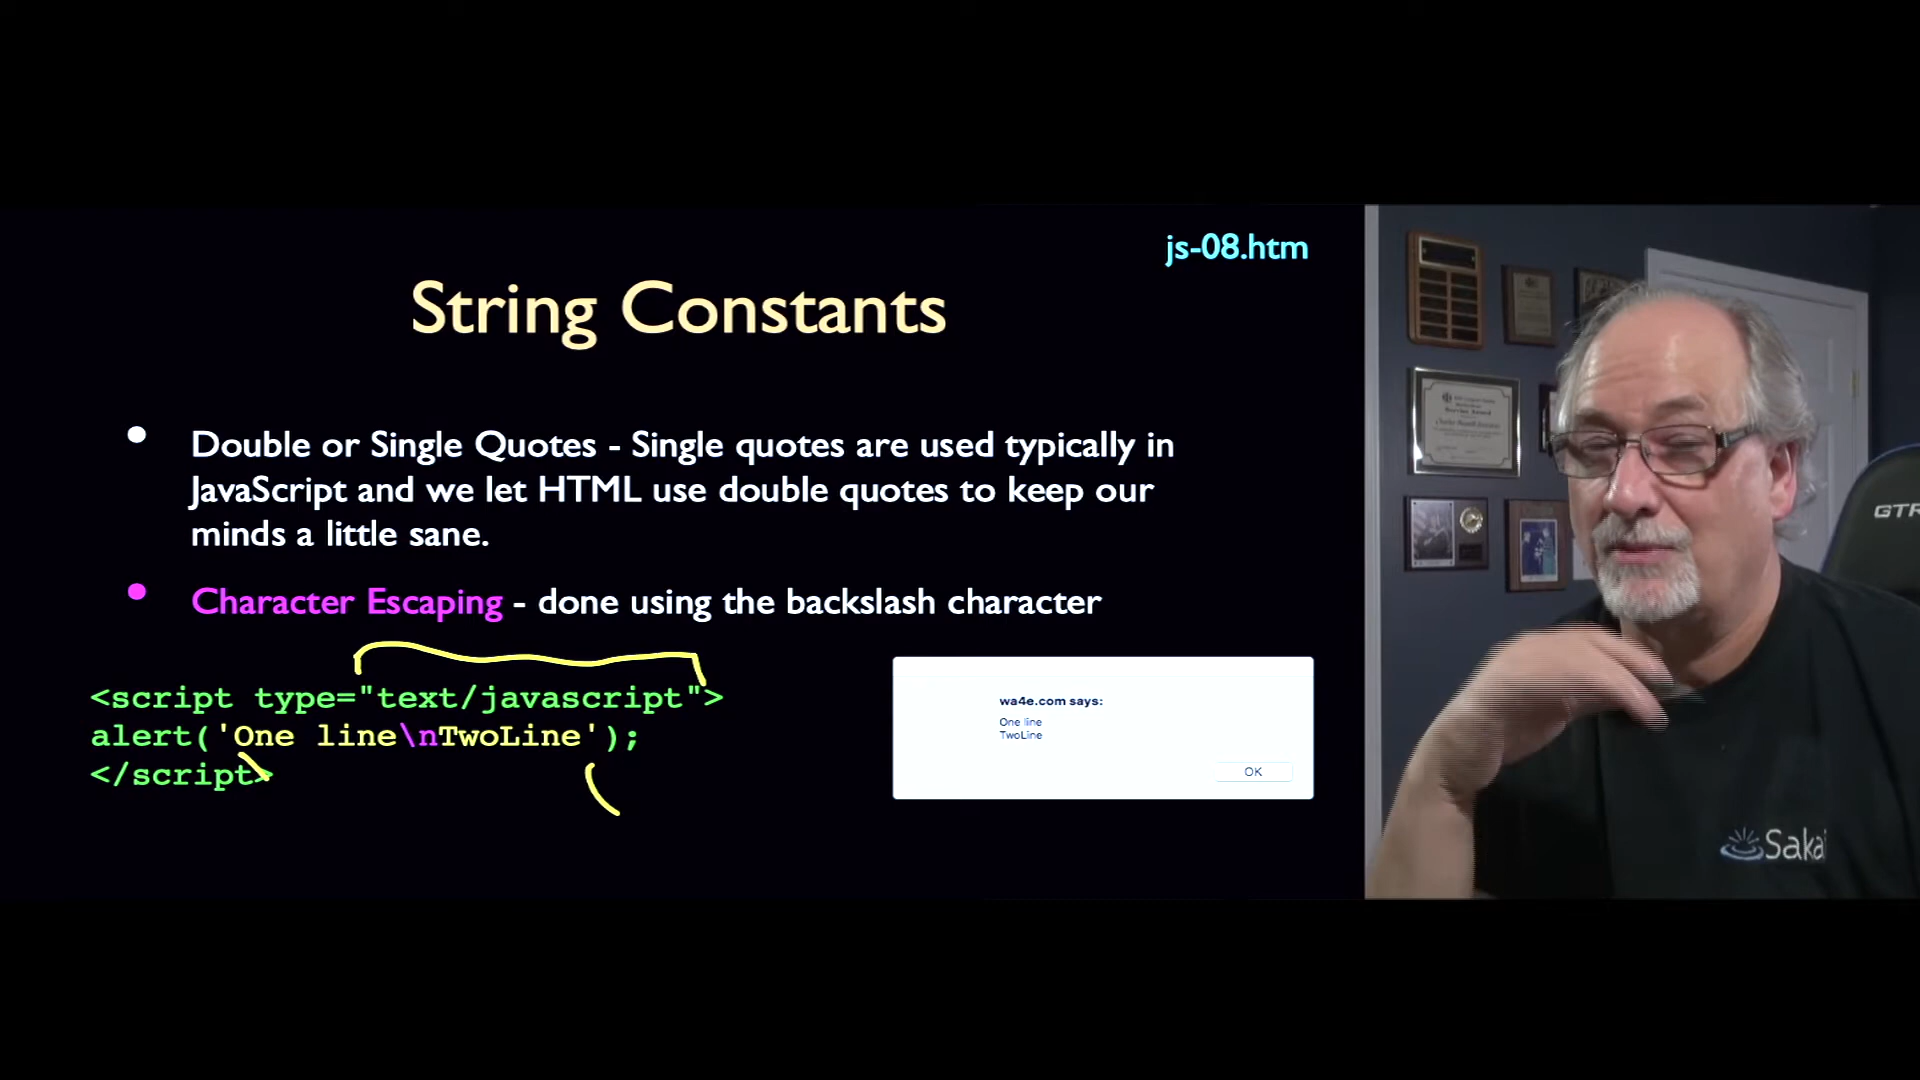 js-08.htm
String Constants
Double or Single Quotes - Single quotes are used typically in
JavaScript and we let HTML use double quotes to keep our
minds a little sane.
Character Escaping - done using the backslash character
<script type="text/javascript">
alert('One line\nTwoLine');
</script>
wa4e.com says:
One line
TwoLine
OK
Service Award
GTR
Sakai